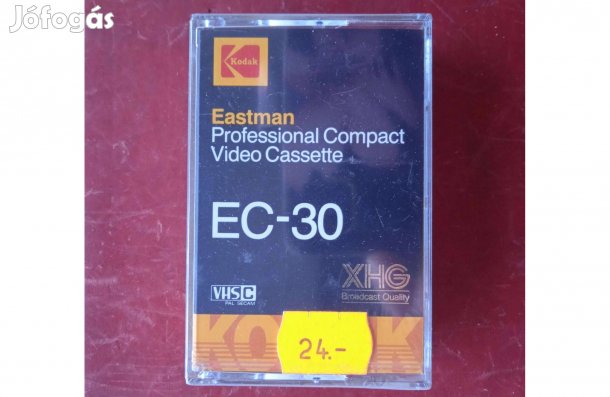 Jófogás
Kodak
Eastman
Professional Compact
Video Cassette
EC-30
XHG
Broadcast Quality
VHS C
PAL SECAM
KODAK
24.-